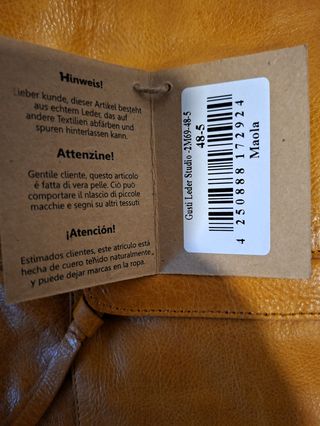 Hinweis!
Lieber kunde, dieser Artikel besteht
aus echtem Leder, das auf
andere Textilien abfärben und
spuren hinterlassen kann.
Attenzine!
Gentile cliente, questo articolo
é fatta di vera pelle. Ció può
comportare il rilascio di piccole
macchie e segni su altri tessuti
¡Atención!
Estimados clientes, este atriculo está
hecha de cuero teñido naturalmente
y puede dejar marcas en la ropa.
Gusti Leder Studio -2M69-48-5
48-5
4 250888 172924
Maola